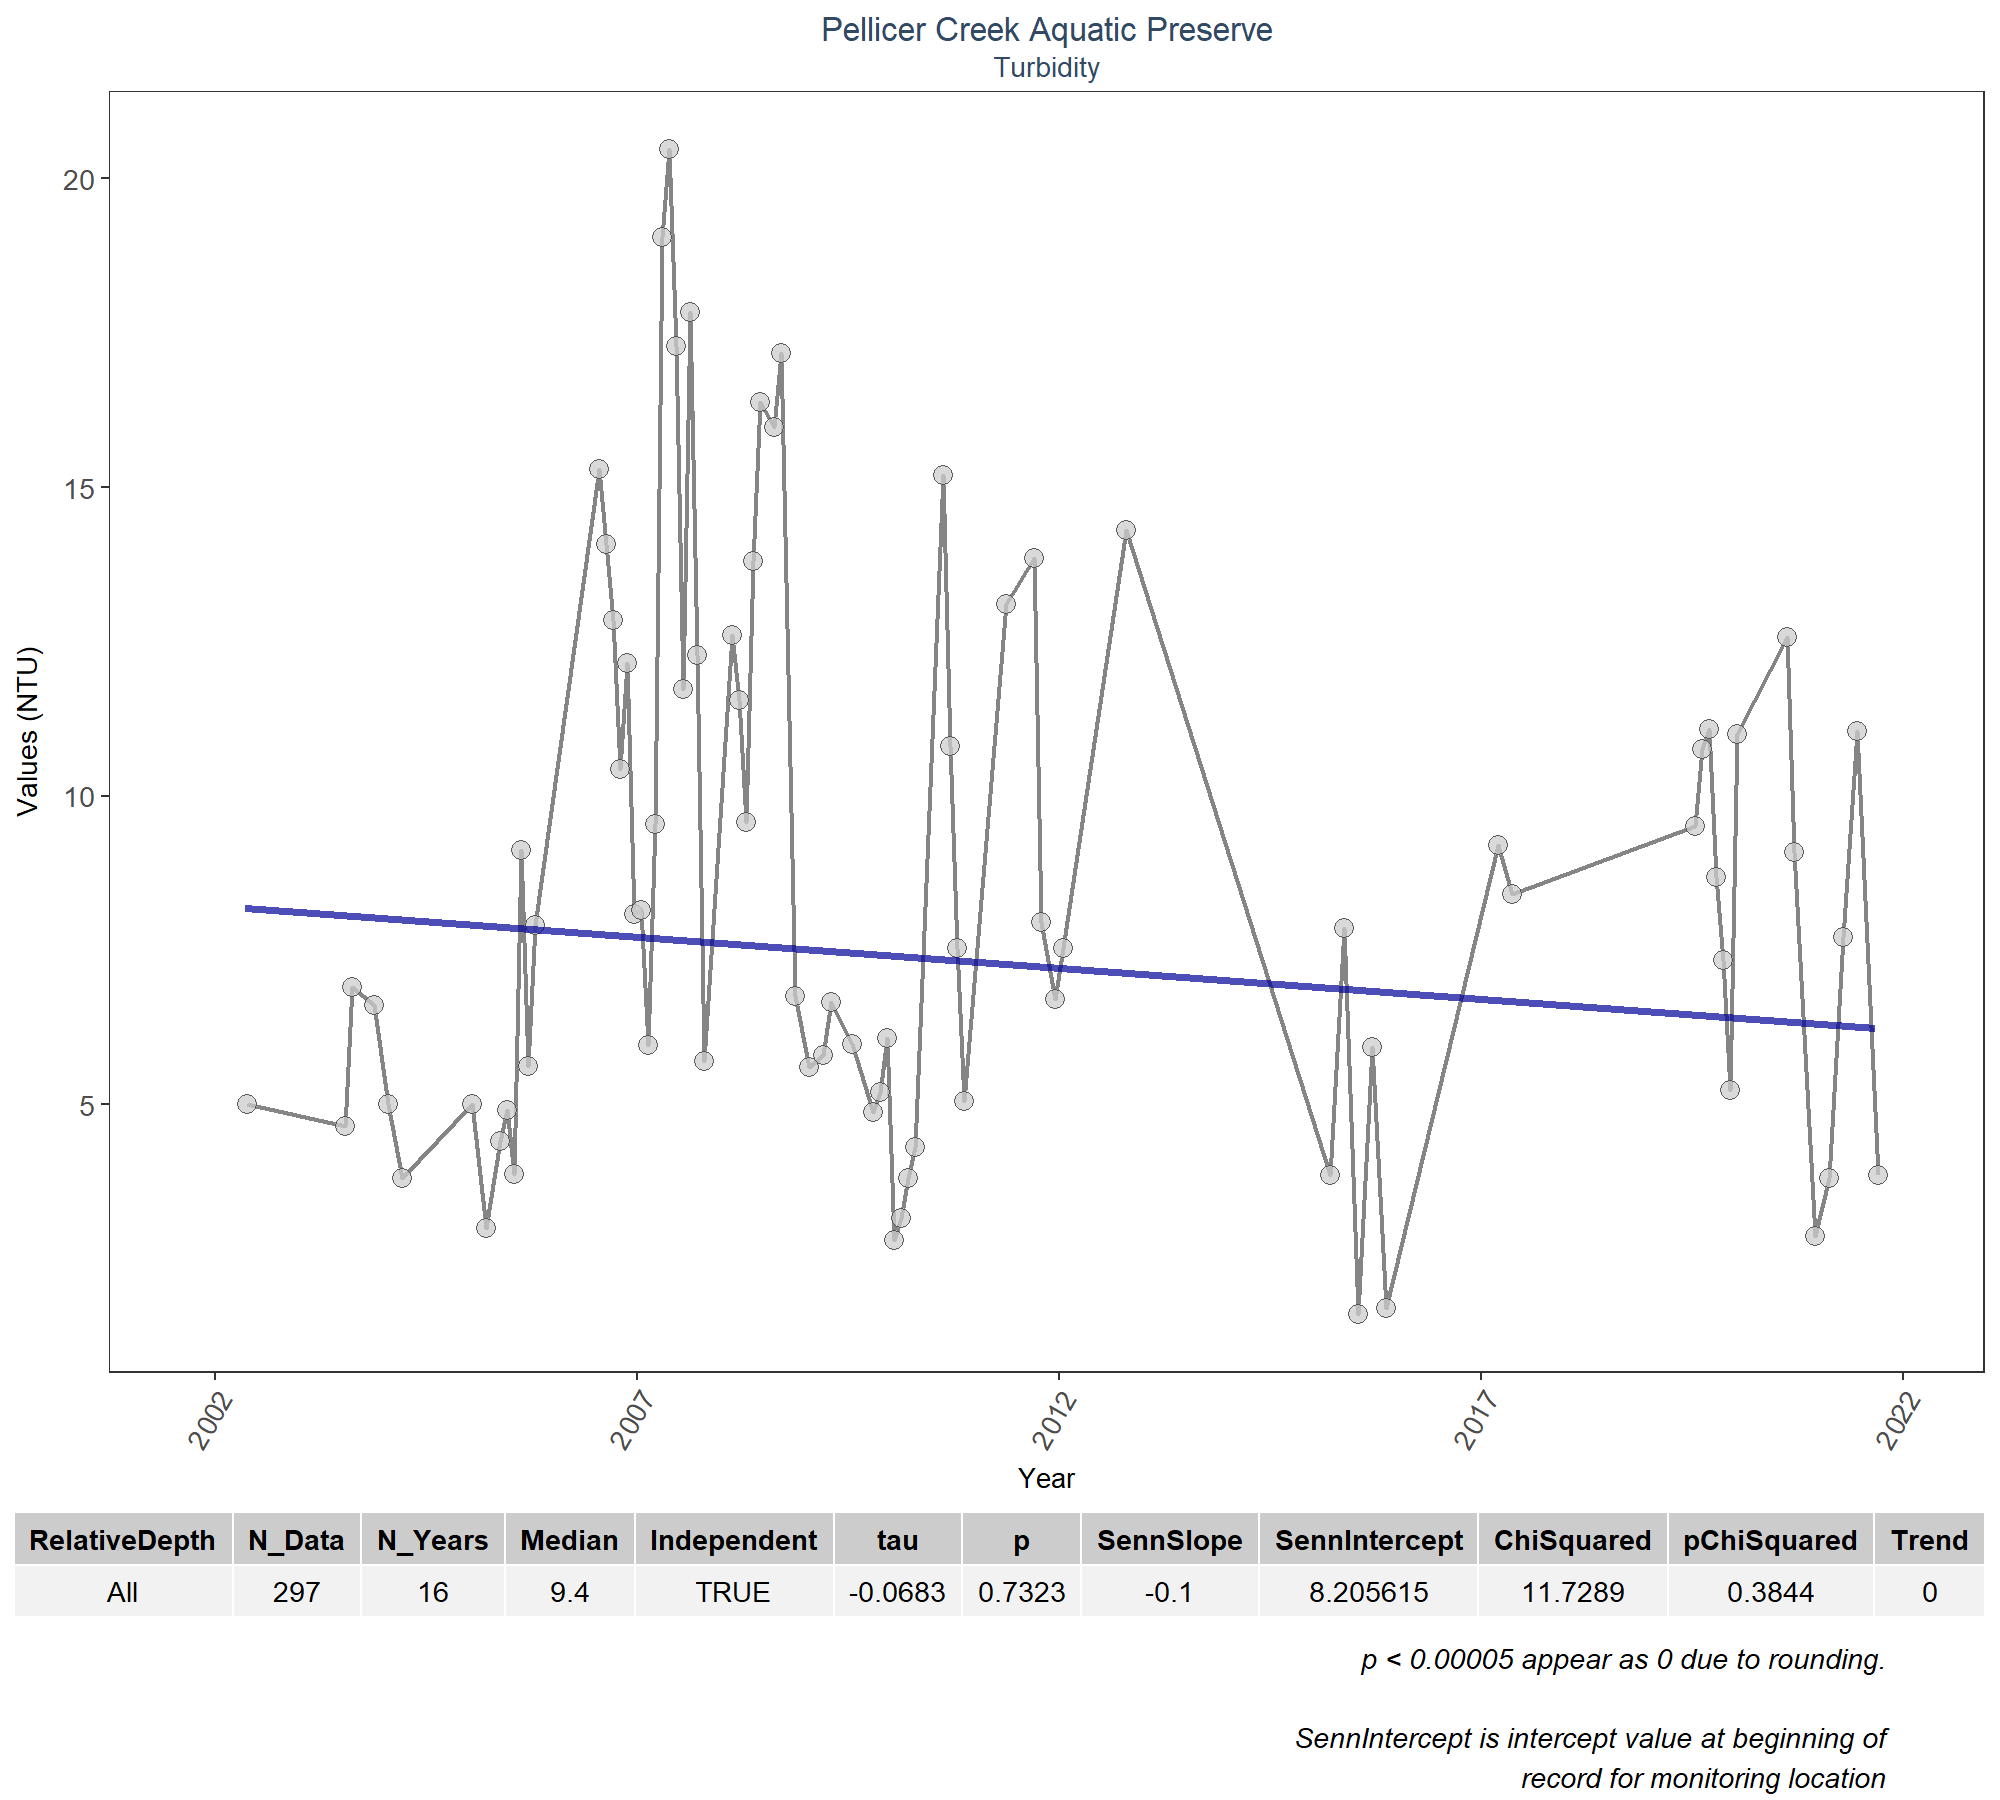 Pellicer Creek Aquatic Preserve
Turbidity
Values (NTU)
20
15
10
5
2002 2007 2012 2017 2022
Year
RelativeDepth N_Data N_Years Median Independent tau p SennSlope SennIntercept ChiSquared pChiSquared Trend
All 297 16 9.4 TRUE -0.0683 0.7323 -0.1 8.205615 11.7289 0.3844 0
p < 0.00005 appear as 0 due to rounding.
SennIntercept is intercept value at beginning of
record for monitoring location